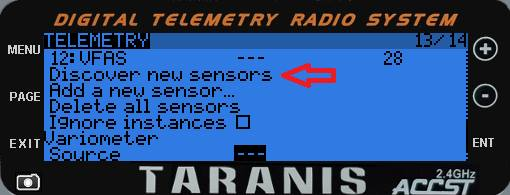 DIGITAL TELEMETRY RADIO SYSTEM
MENU
TELEMETRY 13/14
12:VFAS --- 28
Discover new sensors
PAGE
Add a new sensor...
Delete all sensors
EXIT
Ignore instances
ENT
Variometer
Source ---
TARANIS
2.4GHz
ACCST